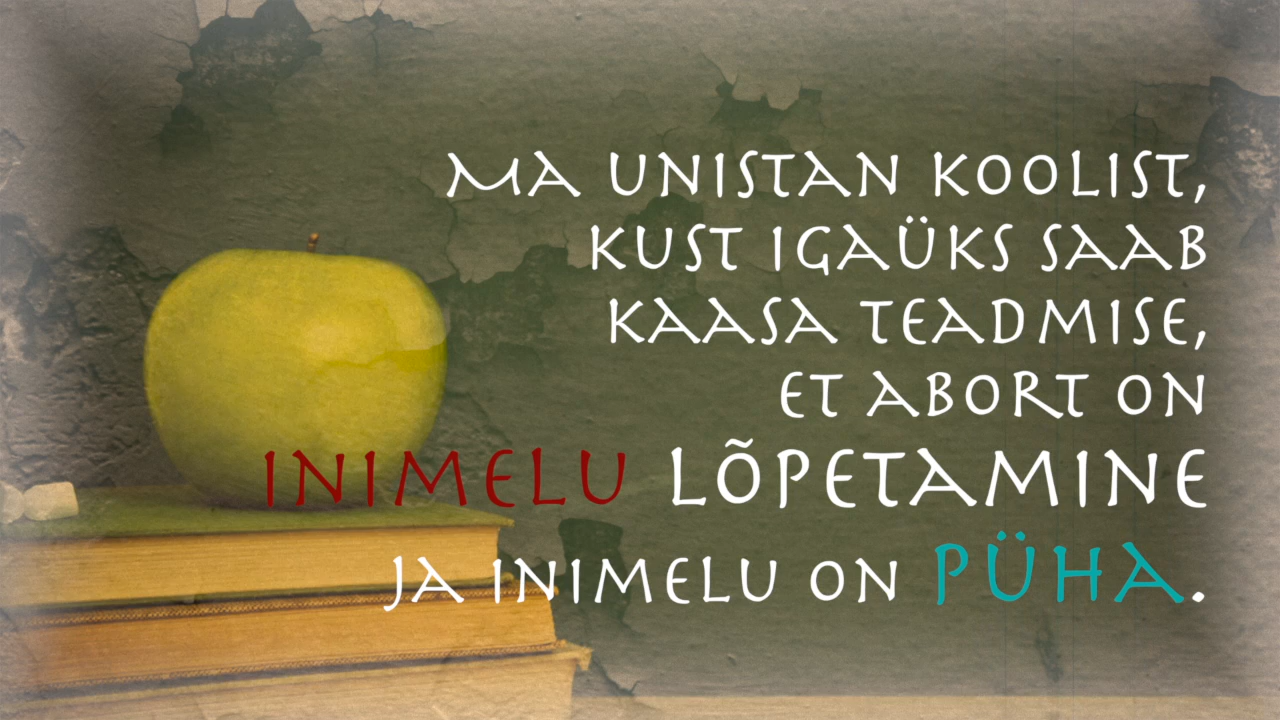 Ma unistan koolist,
kust igaüks saab
kaasa teadmise,
et abort on
inimelu lõpetamine
ja inimelu on püha.